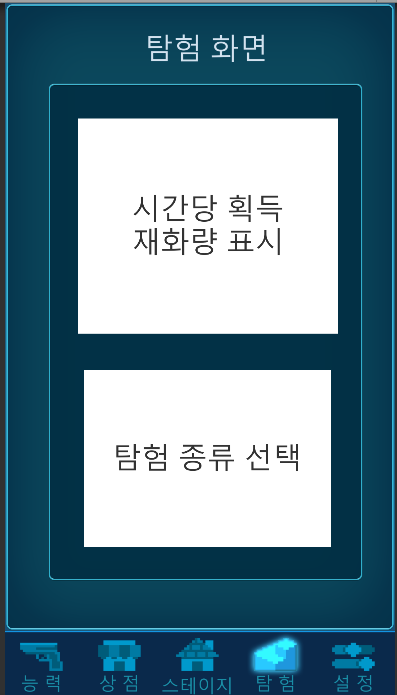 탐험 화면
시간당 획득
재화량 표시
탐험 종류 선택
능력 상점 스테이지 탐험 설정